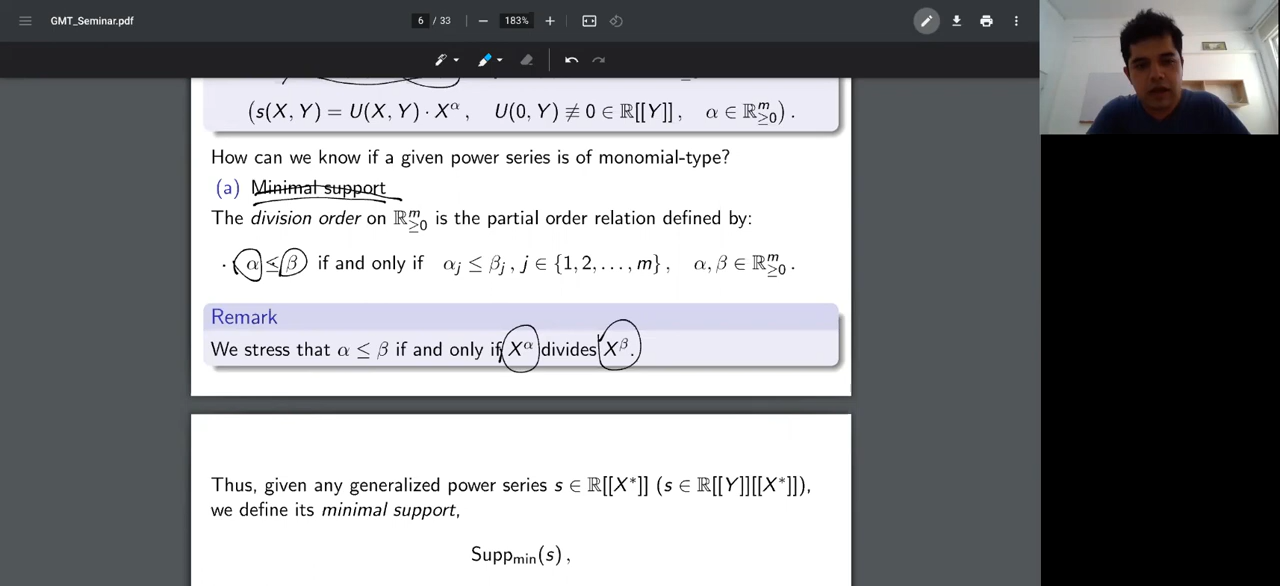 GMT_Seminar.pdf
6 / 33
183%
(s(X, Y) = U(X, Y) · X^α, U(0, Y) ≢ 0 ∈ ℝ[[Y]], α ∈ ℝ^m_{≥0}).
How can we know if a given power series is of monomial-type?
(a) Minimal support
The division order on ℝ^m_{≥0} is the partial order relation defined by:
· α ≤ β if and only if α_j ≤ β_j, j ∈ {1, 2, . . . , m}, α, β ∈ ℝ^m_{≥0}.
Remark
We stress that α ≤ β if and only if X^α divides X^β.
Thus, given any generalized power series s ∈ ℝ[[X*]] (s ∈ ℝ[[Y]][[X*]]),
we define its minimal support,
Supp_min(s),